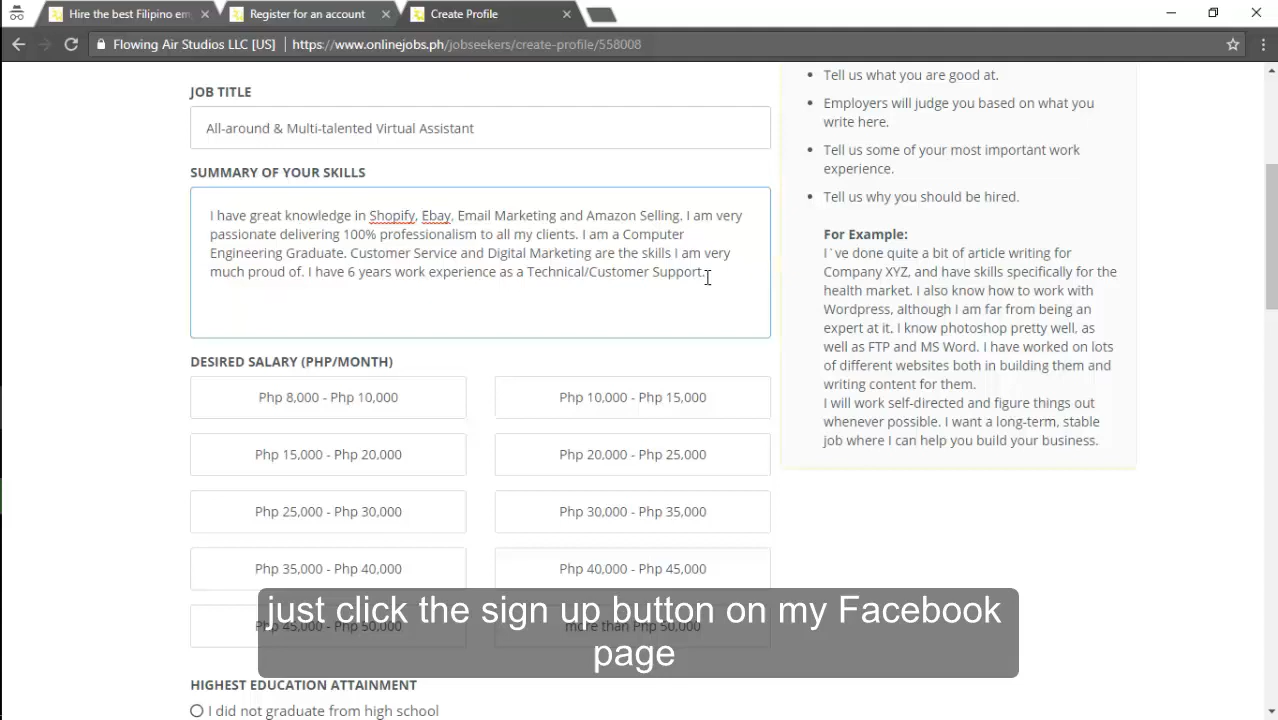 Hire the best Filipino em
Register for an account
Create Profile
Flowing Air Studios LLC [US]
https://www.onlinejobs.ph/jobseekers/create-profile/558008
JOB TITLE
All-around & Multi-talented Virtual Assistant
SUMMARY OF YOUR SKILLS
I have great knowledge in Shopify, Ebay, Email Marketing and Amazon Selling. I am very
passionate delivering 100% professionalism to all my clients. I am a Computer
Engineering Graduate. Customer Service and Digital Marketing are the skills I am very
much proud of. I have 6 years work experience as a Technical/Customer Support.
DESIRED SALARY (PHP/MONTH)
Php 8,000 - Php 10,000
Php 10,000 - Php 15,000
Php 15,000 - Php 20,000
Php 20,000 - Php 25,000
Php 25,000 - Php 30,000
Php 30,000 - Php 35,000
Php 35,000 - Php 40,000
Php 40,000 - Php 45,000
Php 45,000 - Php 50,000
more than Php 50,000
HIGHEST EDUCATION ATTAINMENT
I did not graduate from high school
Tell us what you are good at.
Employers will judge you based on what you
write here.
Tell us some of your most important work
experience.
Tell us why you should be hired.
For Example:
I´ve done quite a bit of article writing for
Company XYZ, and have skills specifically for the
health market. I also know how to work with
Wordpress, although I am far from being an
expert at it. I know photoshop pretty well, as
well as FTP and MS Word. I have worked on lots
of different websites both in building them and
writing content for them.
I will work self-directed and figure things out
whenever possible. I want a long-term, stable
job where I can help you build your business.
just click the sign up button on my Facebook
page